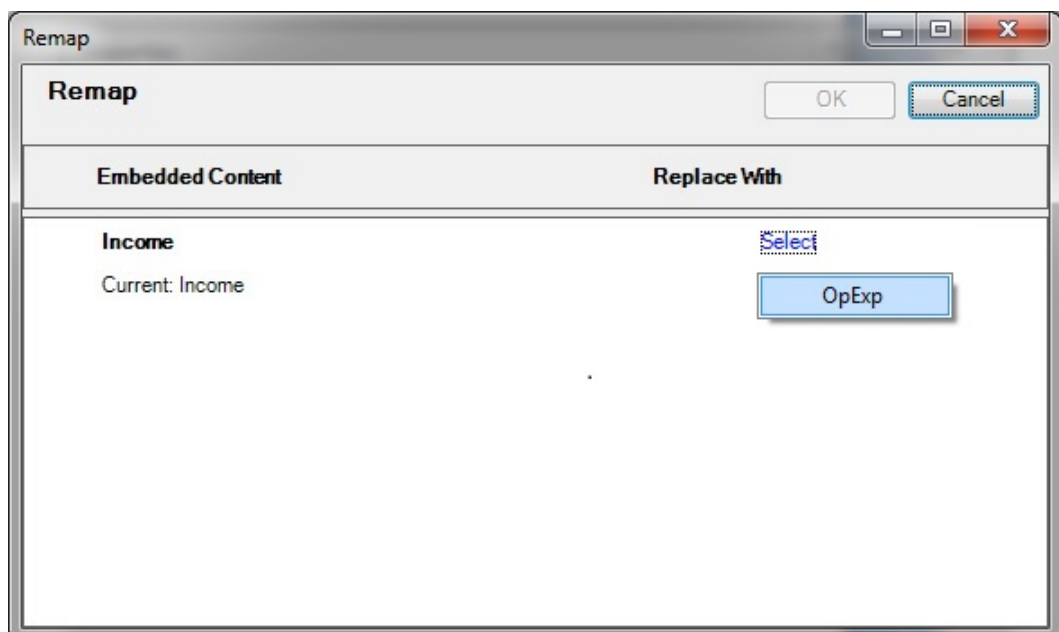 Remap
Remap
OK Cancel
Embedded Content Replace With
Income Select
Current: Income
OpExp